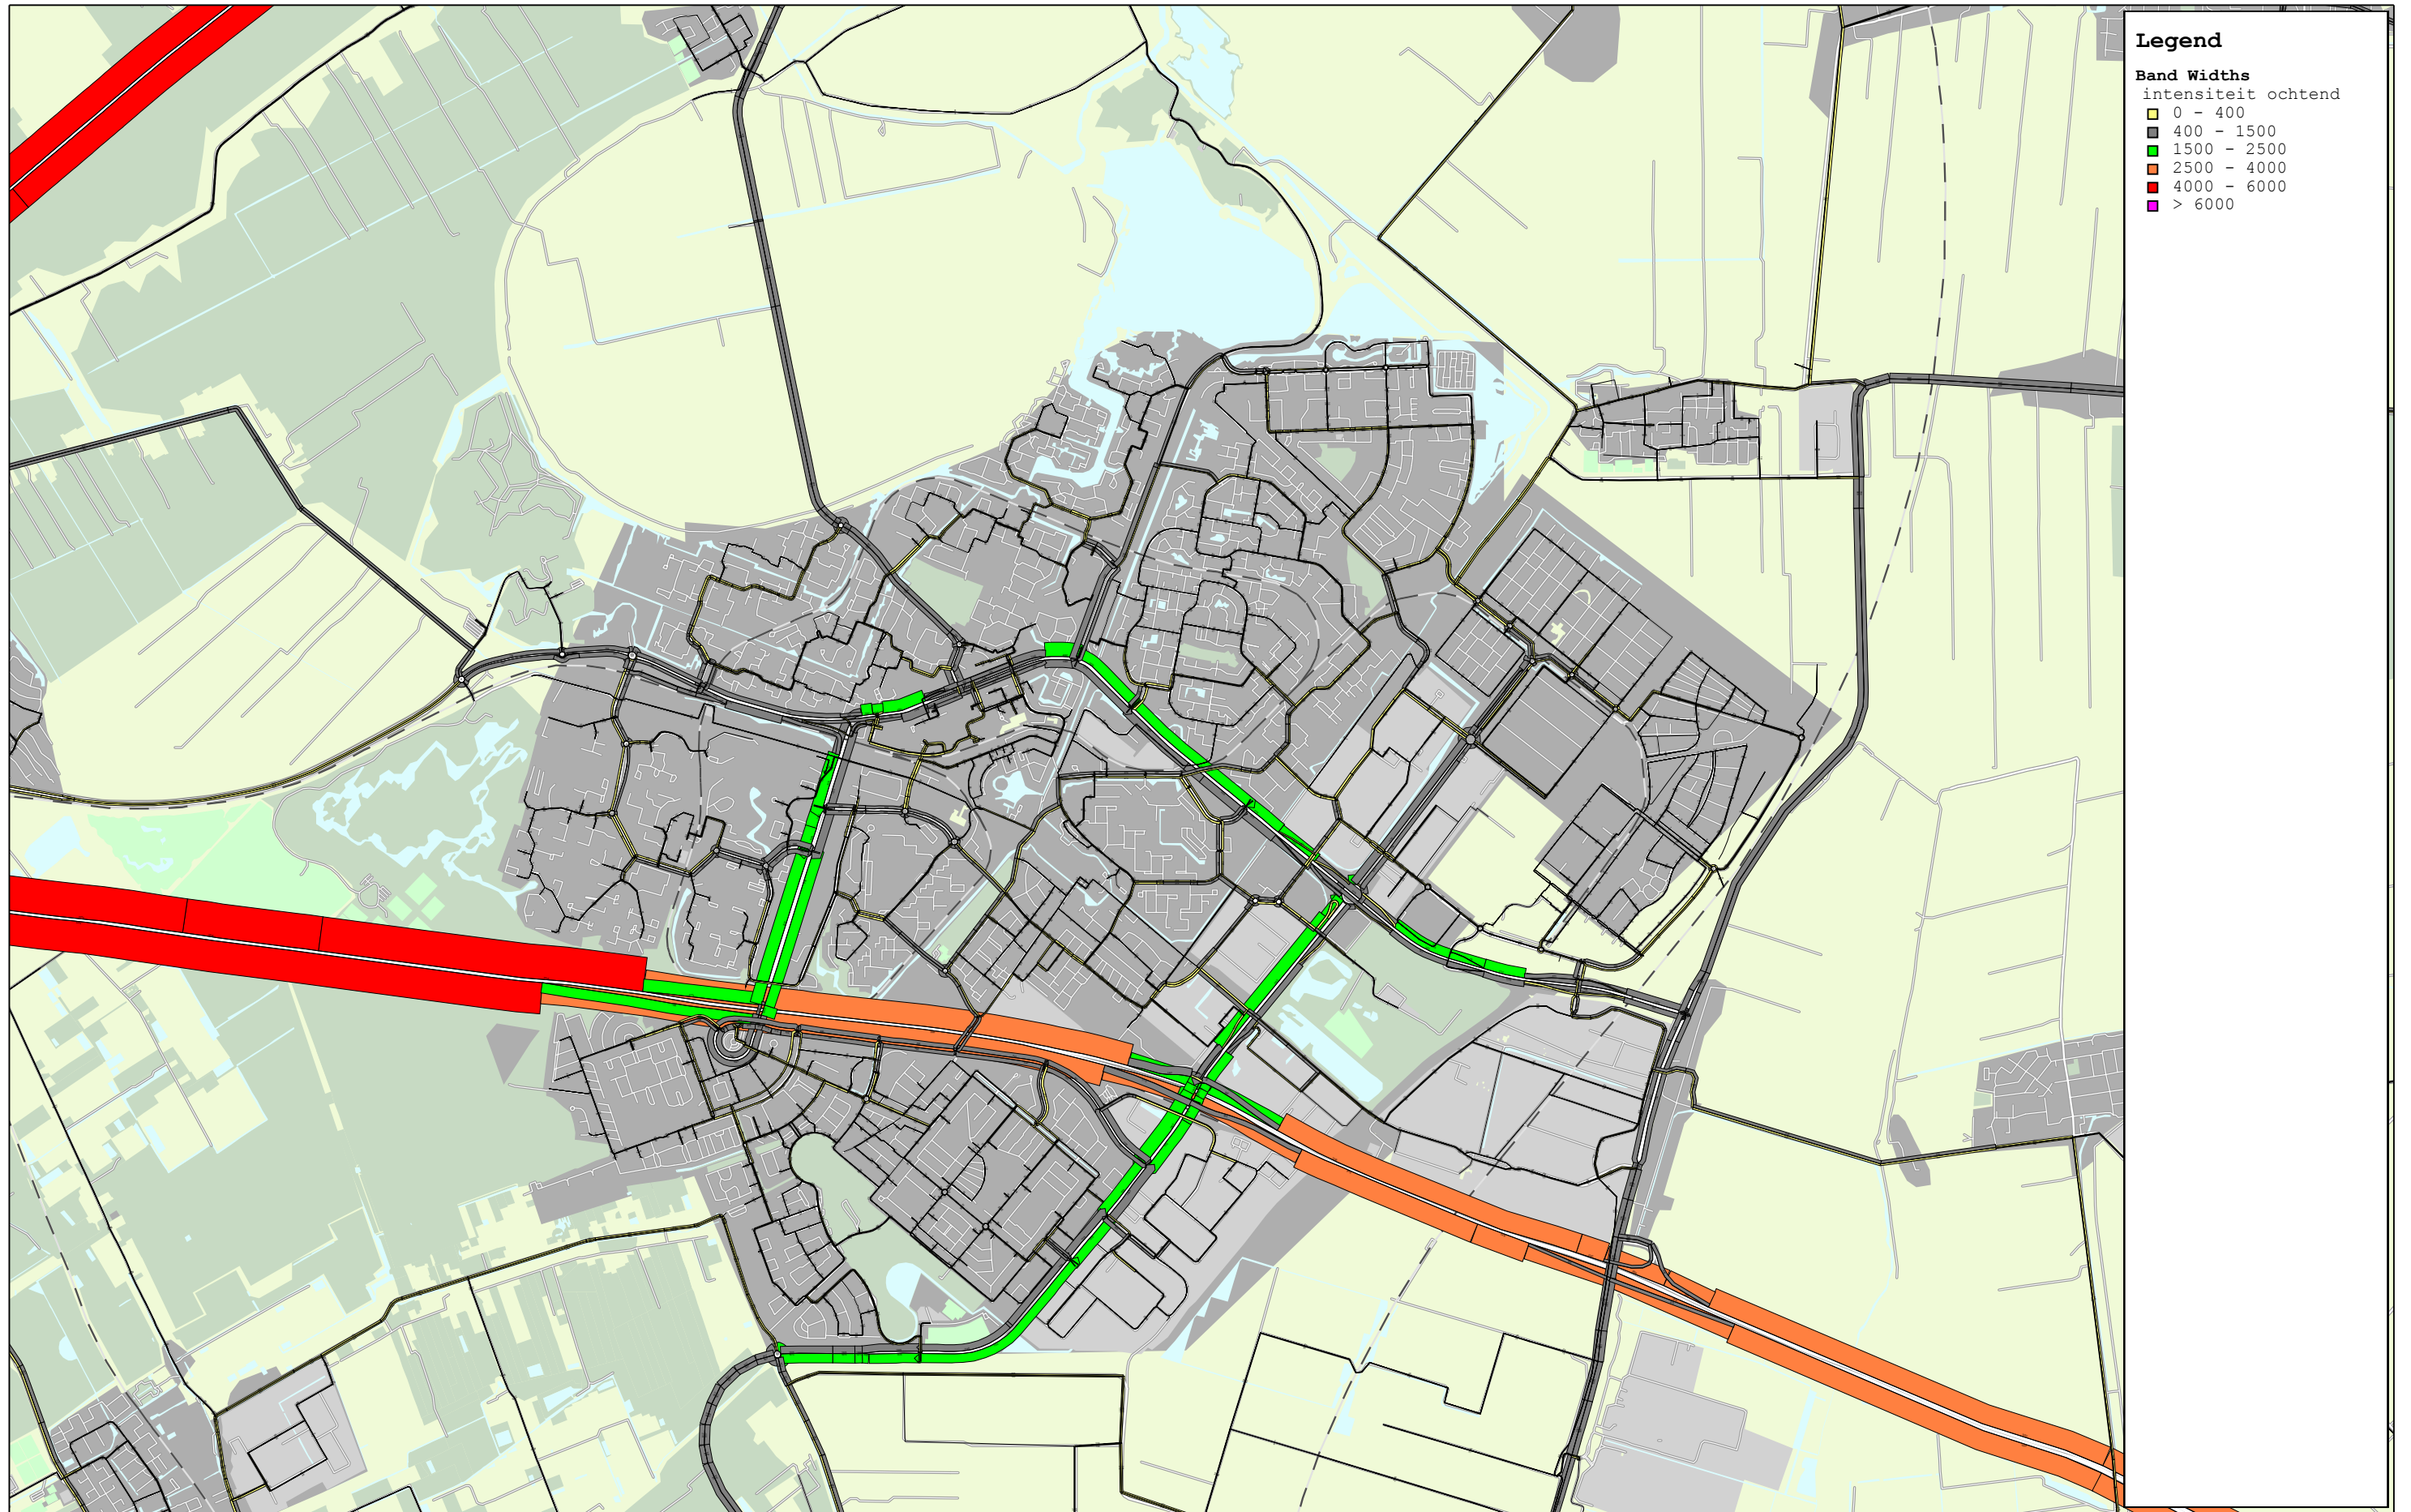 Legend
Band Widths
intensiteit ochtend
0 - 400
400 - 1500
1500 - 2500
2500 - 4000
4000 - 6000
> 6000